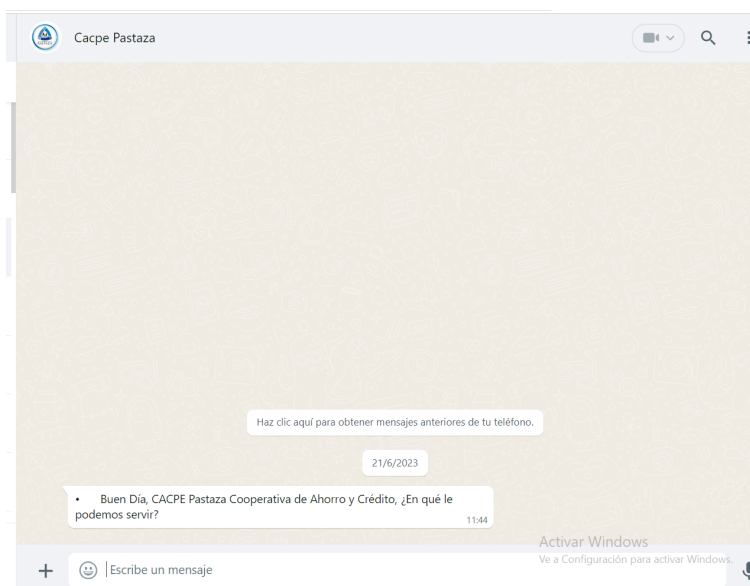 Cacpe Pastaza
Haz clic aquí para obtener mensajes anteriores de tu teléfono.
21/6/2023
• Buen Día, CACPE Pastaza Cooperativa de Ahorro y Crédito, ¿En qué le
podemos servir?
11:44
Activar Windows
Ve a Configuración para activar Windows.
Escribe un mensaje